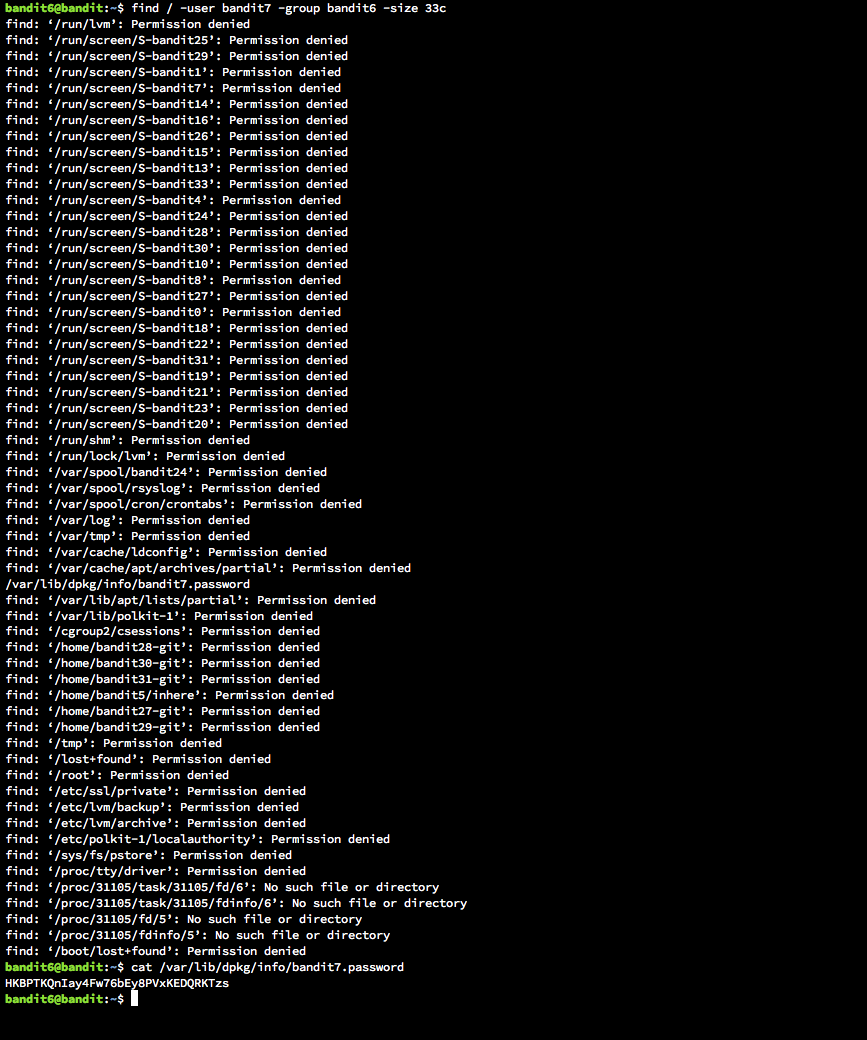 bandit6@bandit:~$ find / -user bandit7 -group bandit6 -size 33c
find: ‘/run/lvm’: Permission denied
find: ‘/run/screen/S-bandit25’: Permission denied
find: ‘/run/screen/S-bandit29’: Permission denied
find: ‘/run/screen/S-bandit1’: Permission denied
find: ‘/run/screen/S-bandit7’: Permission denied
find: ‘/run/screen/S-bandit14’: Permission denied
find: ‘/run/screen/S-bandit16’: Permission denied
find: ‘/run/screen/S-bandit26’: Permission denied
find: ‘/run/screen/S-bandit15’: Permission denied
find: ‘/run/screen/S-bandit13’: Permission denied
find: ‘/run/screen/S-bandit33’: Permission denied
find: ‘/run/screen/S-bandit4’: Permission denied
find: ‘/run/screen/S-bandit24’: Permission denied
find: ‘/run/screen/S-bandit28’: Permission denied
find: ‘/run/screen/S-bandit30’: Permission denied
find: ‘/run/screen/S-bandit10’: Permission denied
find: ‘/run/screen/S-bandit8’: Permission denied
find: ‘/run/screen/S-bandit27’: Permission denied
find: ‘/run/screen/S-bandit0’: Permission denied
find: ‘/run/screen/S-bandit18’: Permission denied
find: ‘/run/screen/S-bandit22’: Permission denied
find: ‘/run/screen/S-bandit31’: Permission denied
find: ‘/run/screen/S-bandit19’: Permission denied
find: ‘/run/screen/S-bandit21’: Permission denied
find: ‘/run/screen/S-bandit23’: Permission denied
find: ‘/run/screen/S-bandit20’: Permission denied
find: ‘/run/shm’: Permission denied
find: ‘/run/lock/lvm’: Permission denied
find: ‘/var/spool/bandit24’: Permission denied
find: ‘/var/spool/rsyslog’: Permission denied
find: ‘/var/spool/cron/crontabs’: Permission denied
find: ‘/var/log’: Permission denied
find: ‘/var/tmp’: Permission denied
find: ‘/var/cache/ldconfig’: Permission denied
find: ‘/var/cache/apt/archives/partial’: Permission denied
/var/lib/dpkg/info/bandit7.password
find: ‘/var/lib/apt/lists/partial’: Permission denied
find: ‘/var/lib/polkit-1’: Permission denied
find: ‘/cgroup2/csessions’: Permission denied
find: ‘/home/bandit28-git’: Permission denied
find: ‘/home/bandit30-git’: Permission denied
find: ‘/home/bandit31-git’: Permission denied
find: ‘/home/bandit5/inhere’: Permission denied
find: ‘/home/bandit27-git’: Permission denied
find: ‘/home/bandit29-git’: Permission denied
find: ‘/tmp’: Permission denied
find: ‘/lost+found’: Permission denied
find: ‘/root’: Permission denied
find: ‘/etc/ssl/private’: Permission denied
find: ‘/etc/lvm/backup’: Permission denied
find: ‘/etc/lvm/archive’: Permission denied
find: ‘/etc/polkit-1/localauthority’: Permission denied
find: ‘/sys/fs/pstore’: Permission denied
find: ‘/proc/tty/driver’: Permission denied
find: ‘/proc/31105/task/31105/fd/6’: No such file or directory
find: ‘/proc/31105/task/31105/fdinfo/6’: No such file or directory
find: ‘/proc/31105/fd/5’: No such file or directory
find: ‘/proc/31105/fdinfo/5’: No such file or directory
find: ‘/boot/lost+found’: Permission denied
bandit6@bandit:~$ cat /var/lib/dpkg/info/bandit7.password
HKBPTKQnIay4Fw76bEy8PVxKEDQRKTzs
bandit6@bandit:~$